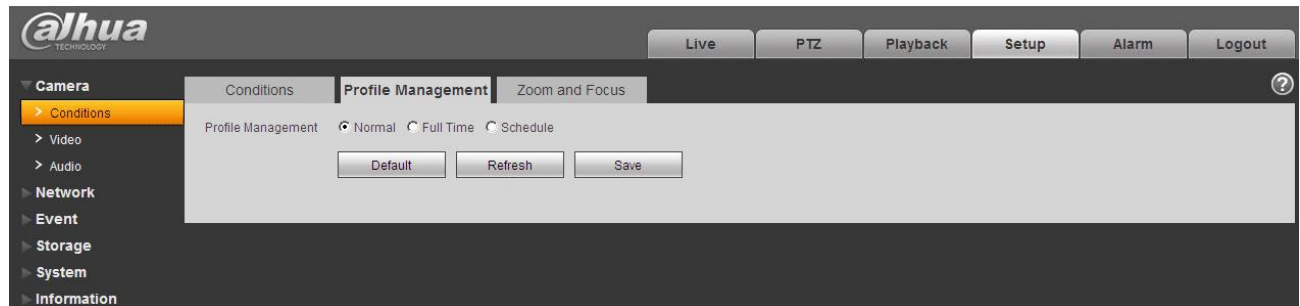 alhua
TECHNOLOGY
Live PTZ Playback Setup Alarm Logout
Camera
> Conditions
> Video
> Audio
Network
Event
Storage
System
Information
Conditions Profile Management Zoom and Focus
?
Profile Management Normal Full Time Schedule
Default Refresh Save